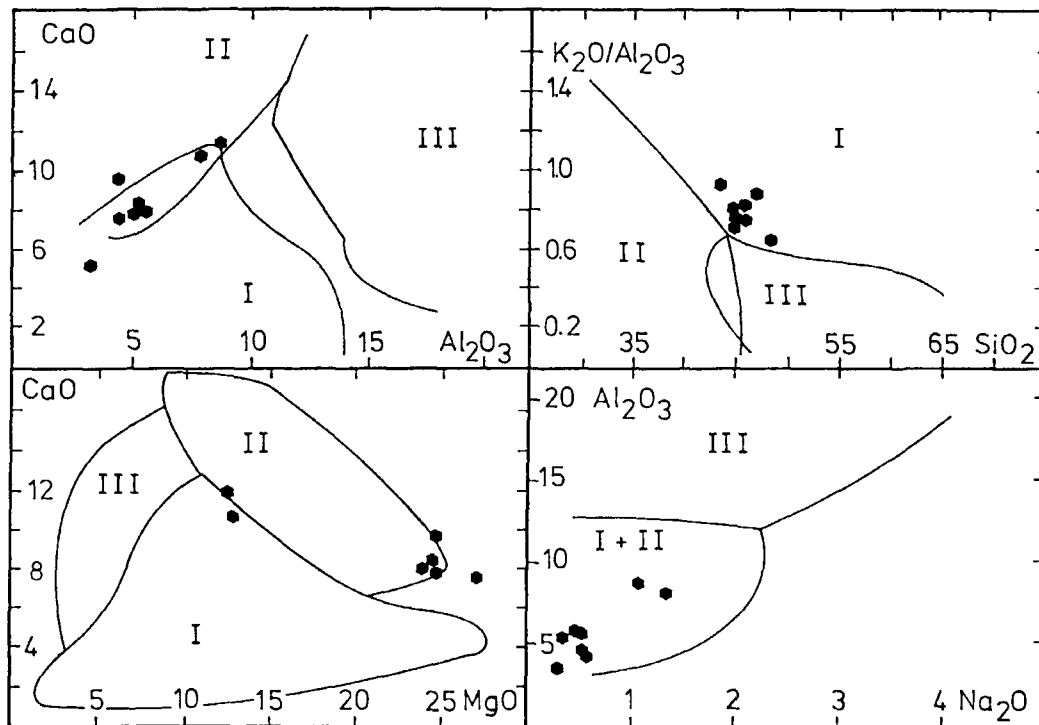 CaO
II
14
III
10
6
I
2
5 10 15 Al₂O₃
K₂O/Al₂O₃
1.4
I
1.0
0.6
II
III
0.2
35 55 65 SiO₂
CaO
II
III
12
8
I
4
5 10 15 20 25 MgO
20 Al₂O₃
III
15
I + II
10
5
1 2 3 4 Na₂O